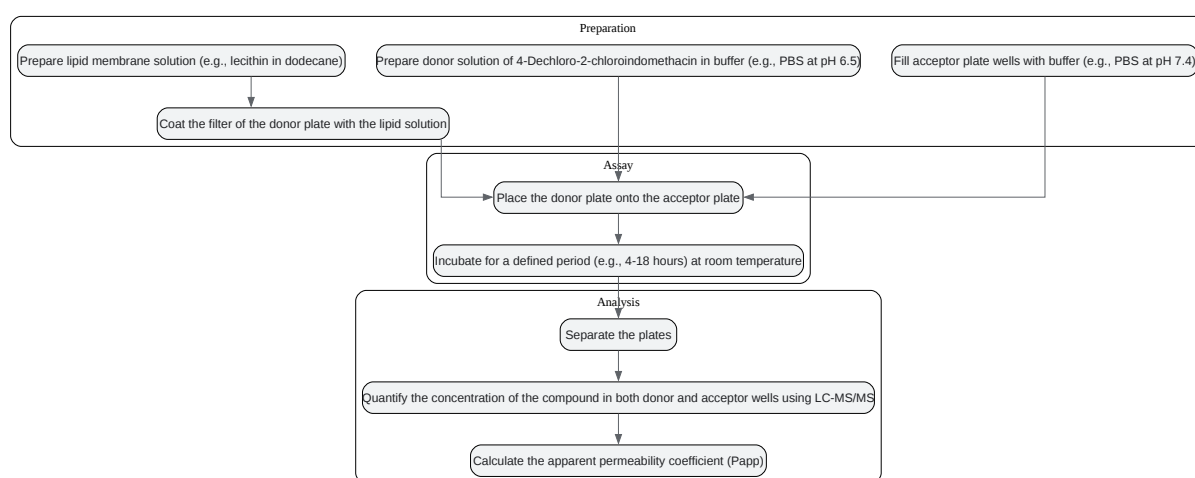 Preparation
Prepare lipid membrane solution (e.g., lecithin in dodecane)
Prepare donor solution of 4-Dechloro-2-chloroindomethacin in buffer (e.g., PBS at pH 6.5)
Fill acceptor plate wells with buffer (e.g., PBS at pH 7.4)
Coat the filter of the donor plate with the lipid solution
Assay
Place the donor plate onto the acceptor plate
Incubate for a defined period (e.g., 4-18 hours) at room temperature
Analysis
Separate the plates
Quantify the concentration of the compound in both donor and acceptor wells using LC-MS/MS
Calculate the apparent permeability coefficient (Papp)